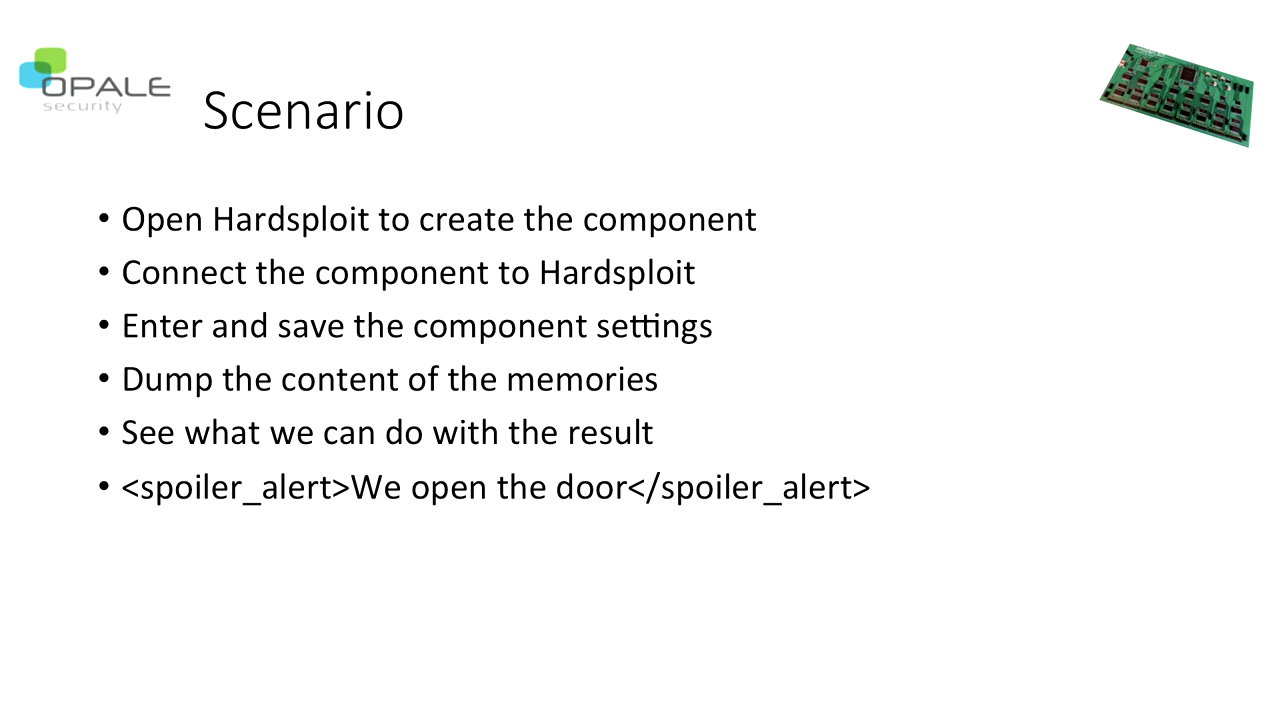 OPALE
security
Scenario
• Open Hardsploit to create the component
• Connect the component to Hardsploit
• Enter and save the component settings
• Dump the content of the memories
• See what we can do with the result
• <spoiler_alert>We open the door</spoiler_alert>